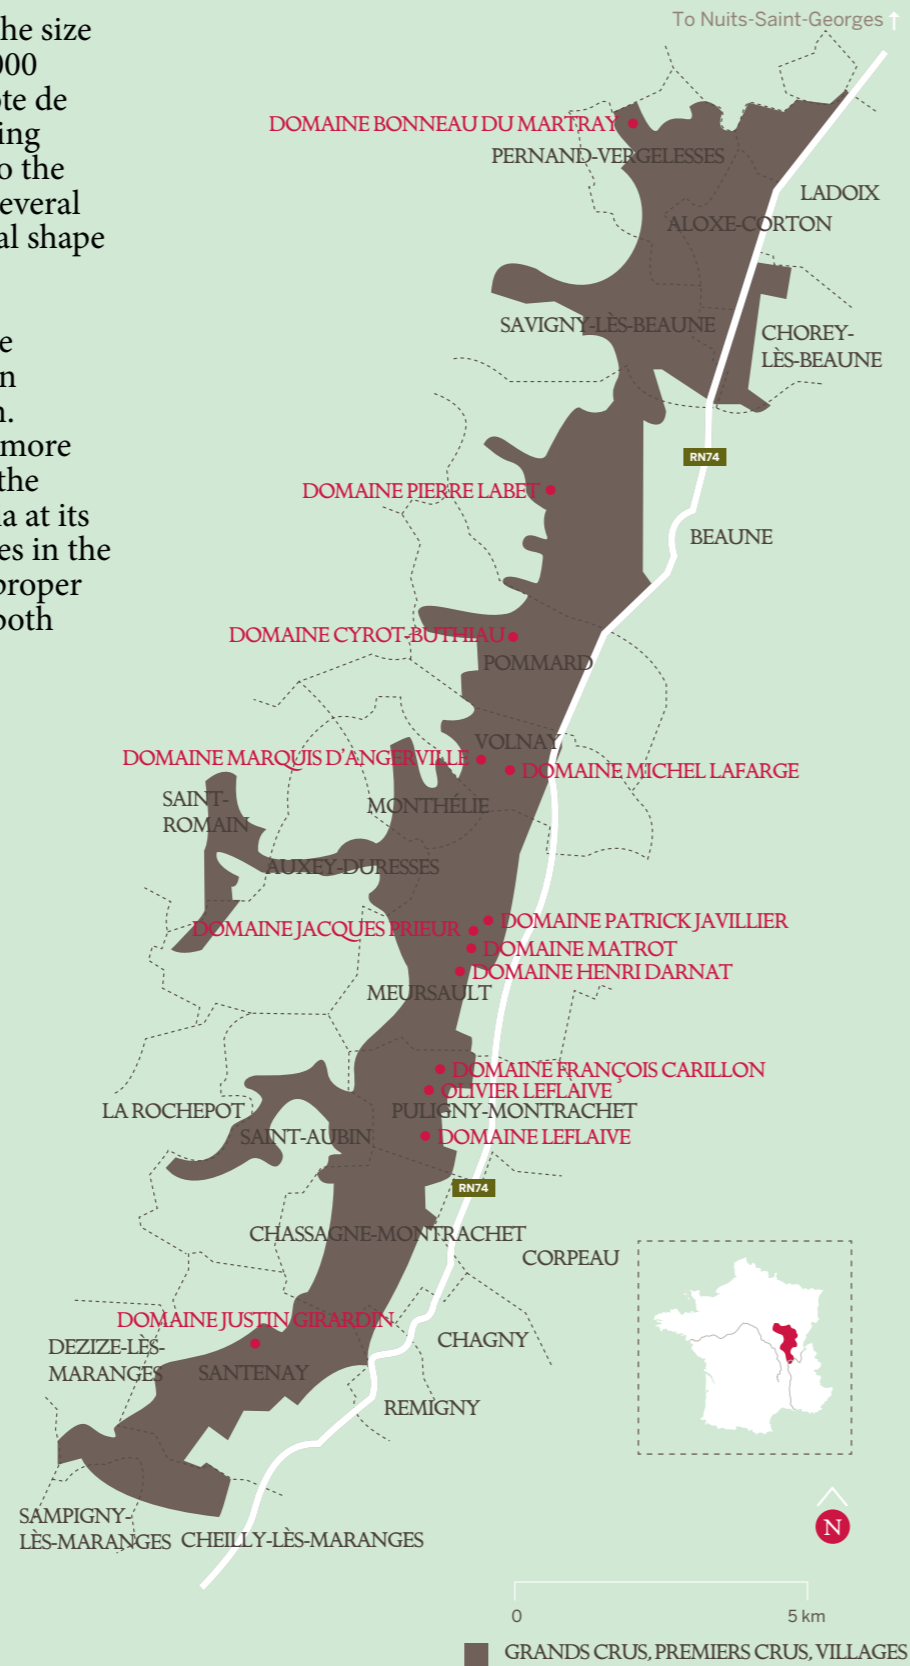 he size
000
te de
ing
o the
everal
al shape
e
n
n.
more
the
a at its
es in the
proper
both
To Nuits-Saint-Georges
DOMAINE BONNEAU DU MARTRAY
PERNAND-VERGELESSES
LADOIX
ALOXE-CORTON
SAVIGNY-LÈS-BEAUNE
CHOREY-
LÈS-BEAUNE
RN74
DOMAINE PIERRE LABET
BEAUNE
DOMAINE CYROT-BUTHIAU
POMMARD
VOLNAY
DOMAINE MARQUIS D'ANGERVILLE
DOMAINE MICHEL LAFARGE
SAINT-
ROMAIN
MONTHÉLIE
AUXEY-DURESSES
DOMAINE PATRICK JAVILLIER
DOMAINE JACQUES PRIEUR
DOMAINE MATROT
DOMAINE HENRI DARNAT
MEURSAULT
DOMAINE FRANÇOIS CARILLON
OLIVIER LEFLAIVE
LA ROCHEPOT
PULIGNY-MONTRACHET
SAINT-AUBIN
DOMAINE LEFLAIVE
RN74
CHASSAGNE-MONTRACHET
CORPEAU
DOMAINE JUSTIN GIRARDIN
CHAGNY
DEZIZE-LÈS-
MARANGES
SANTENAY
REMIGNY
SAMPIGNY-
LÈS-MARANGES
CHEILLY-LÈS-MARANGES
N
0 5 km
GRANDS CRUS, PREMIERS CRUS, VILLAGES